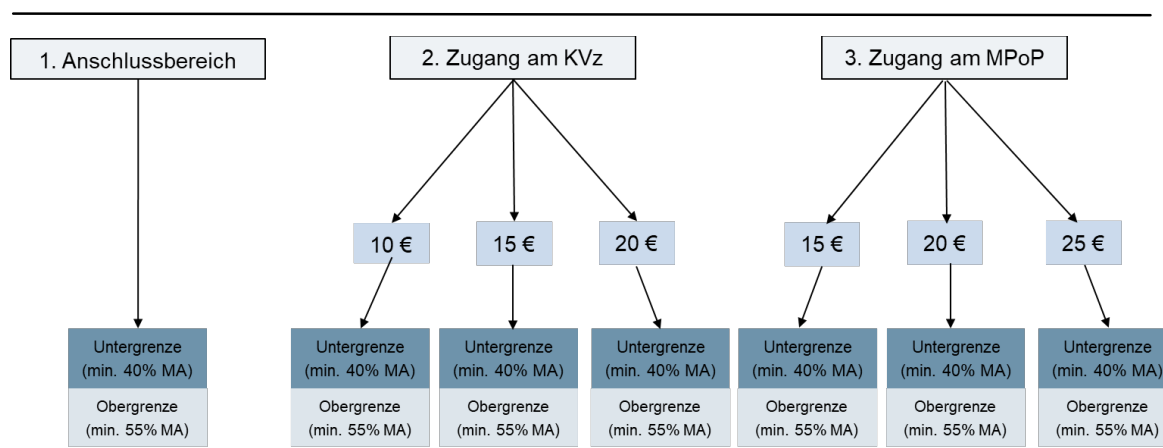 1. Anschlussbereich
2. Zugang am KVz
3. Zugang am MPoP
10 €
15 €
20 €
15 €
20 €
25 €
Untergrenze
(min. 40% MA)
Obergrenze
(min. 55% MA)
Untergrenze
(min. 40% MA)
Obergrenze
(min. 55% MA)
Untergrenze
(min. 40% MA)
Obergrenze
(min. 55% MA)
Untergrenze
(min. 40% MA)
Obergrenze
(min. 55% MA)
Untergrenze
(min. 40% MA)
Obergrenze
(min. 55% MA)
Untergrenze
(min. 40% MA)
Obergrenze
(min. 55% MA)
Untergrenze
(min. 40% MA)
Obergrenze
(min. 55% MA)